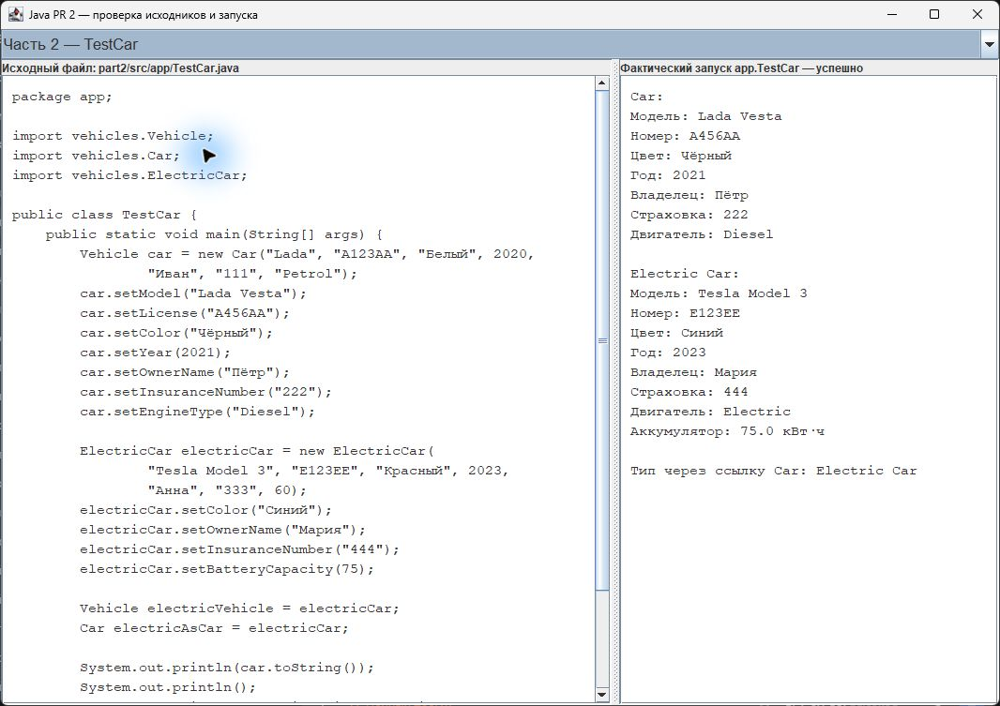 Java PR 2 — проверка исходников и запуска
Часть 2 — TestCar
Исходный файл: part2/src/app/TestCar.java
package app;
import vehicles.Vehicle;
import vehicles.Car;
import vehicles.ElectricCar;
public class TestCar {
public static void main(String[] args) {
Vehicle car = new Car("Lada", "A123AA", "Белый", 2020,
"Иван", "111", "Petrol");
car.setModel("Lada Vesta");
car.setLicense("A456AA");
car.setColor("Чёрный");
car.setYear(2021);
car.setOwnerName("Пётр");
car.setInsuranceNumber("222");
car.setEngineType("Diesel");
ElectricCar electricCar = new ElectricCar(
"Tesla Model 3", "E123EE", "Красный", 2023,
"Анна", "333", 60);
electricCar.setColor("Синий");
electricCar.setOwnerName("Мария");
electricCar.setInsuranceNumber("444");
electricCar.setBatteryCapacity(75);
Vehicle electricVehicle = electricCar;
Car electricAsCar = electricCar;
System.out.println(car.toString());
System.out.println();
Фактический запуск app.TestCar — успешно
Car:
Модель: Lada Vesta
Номер: A456AA
Цвет: Чёрный
Год: 2021
Владелец: Пётр
Страховка: 222
Двигатель: Diesel
Electric Car:
Модель: Tesla Model 3
Номер: E123EE
Цвет: Синий
Год: 2023
Владелец: Мария
Страховка: 444
Двигатель: Electric
Аккумулятор: 75.0 кВт·ч
Тип через ссылку Car: Electric Car